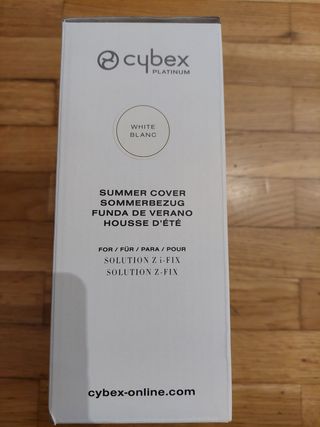 cybex
PLATINUM
WHITE
BLANC
SUMMER COVER
SOMMERBEZUG
FUNDA DE VERANO
HOUSSE D'ÉTÉ
FOR / FÜR / PARA / POUR
SOLUTION Z i-FIX
SOLUTION Z-FIX
cybex-online.com